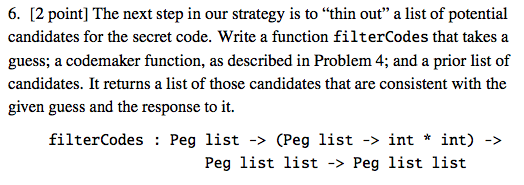 6. [2 point] The next step in our strategy is to “thin out” a list of potential
candidates for the secret code. Write a function filterCodes that takes a
guess; a codemaker function, as described in Problem 4; and a prior list of
candidates. It returns a list of those candidates that are consistent with the
given guess and the response to it.
filterCodes : Peg list -> (Peg list -> int * int) ->
Peg list list -> Peg list list